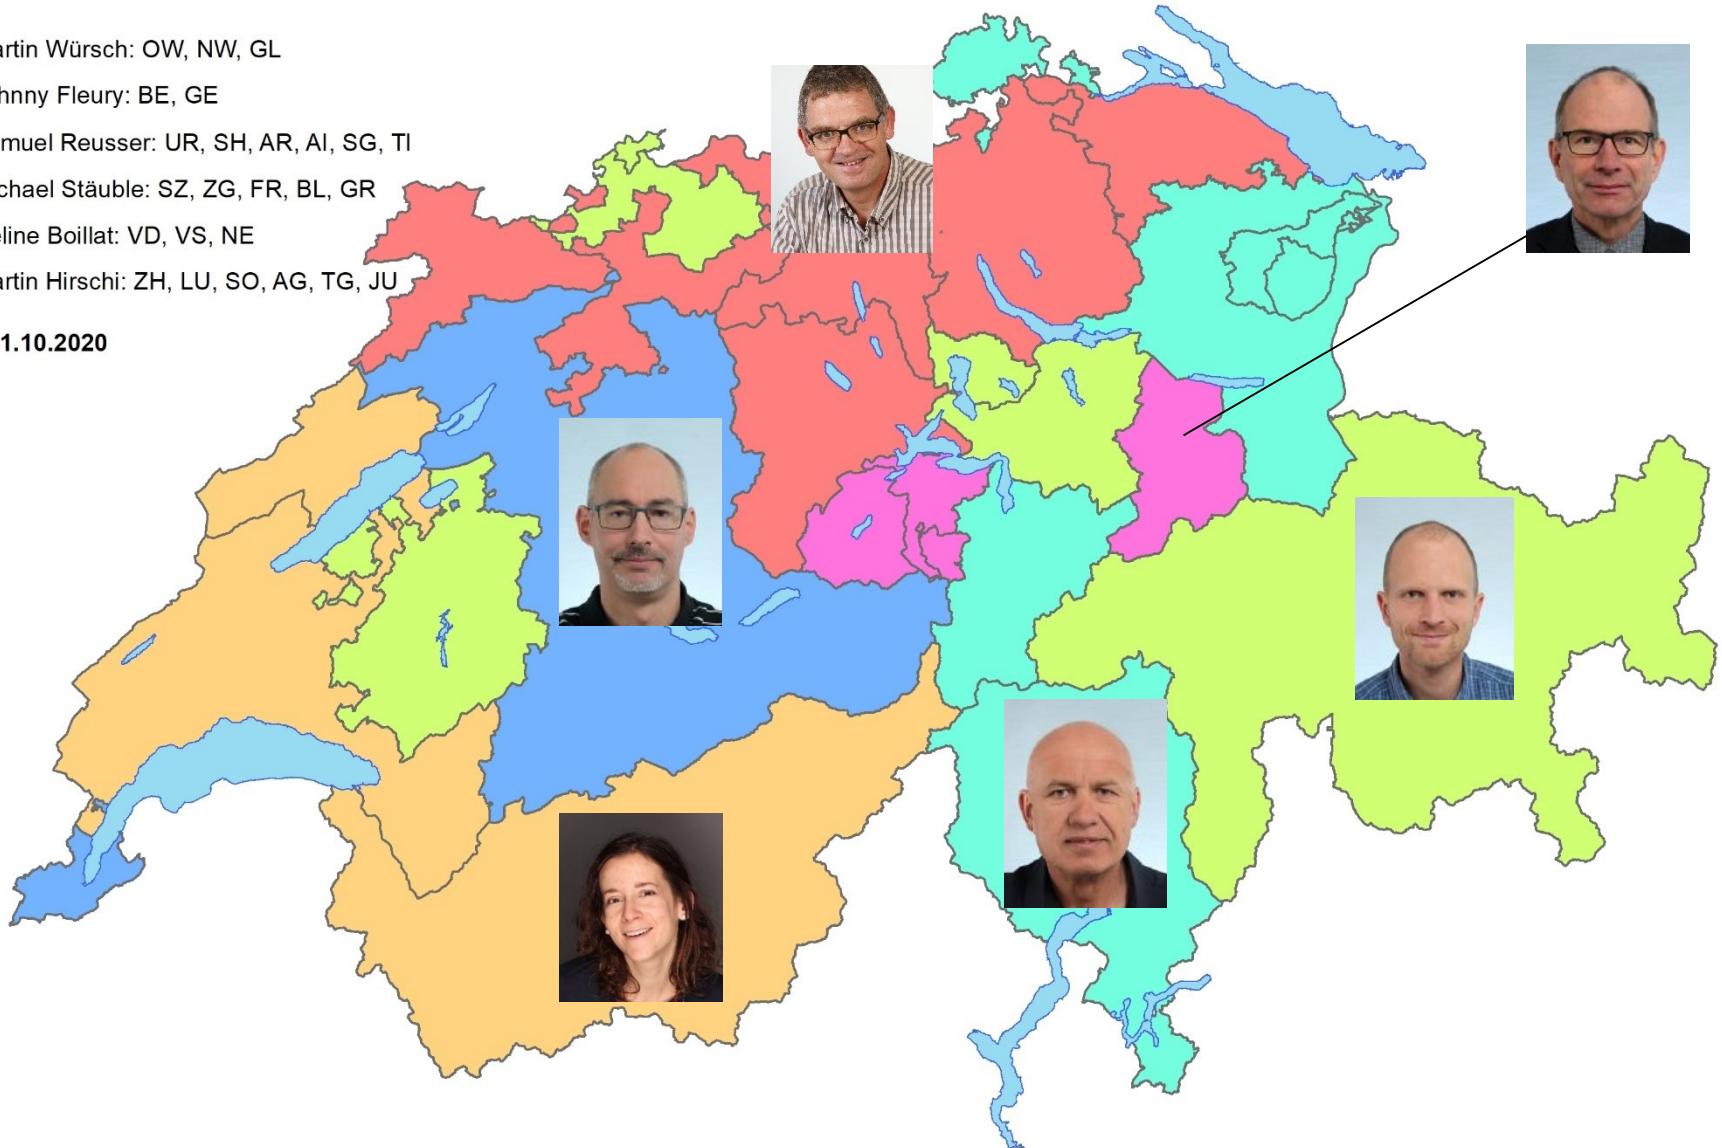 artin Würsch: OW, NW, GL
hnny Fleury: BE, GE
muel Reusser: UR, SH, AR, AI, SG, TI
chael Stäuble: SZ, ZG, FR, BL, GR
line Boillat: VD, VS, NE
artin Hirschi: ZH, LU, SO, AG, TG, JU
1.10.2020